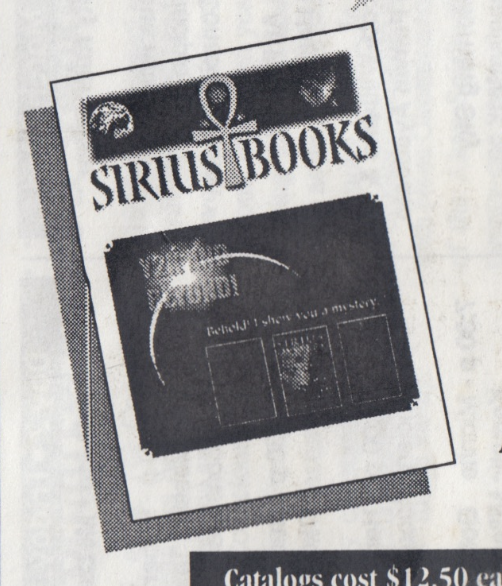 SIRIUS BOOKS
Behold! I show you a mystery.
Catalogs cost $12.50